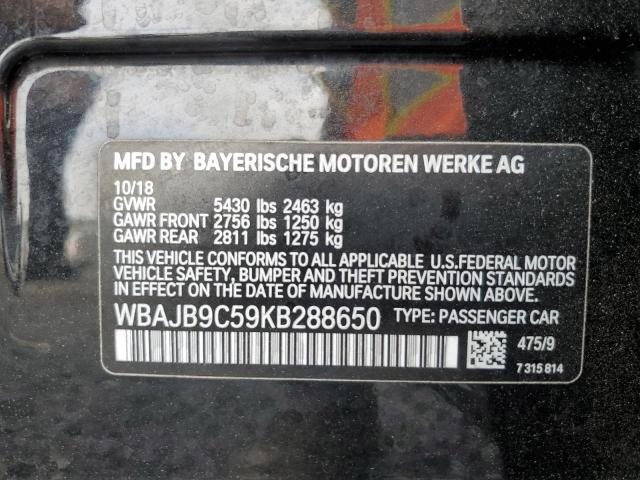 MFD BY BAYERISCHE MOTOREN WERKE AG
10/18
GVWR 5430 lbs 2463 kg
GAWR FRONT 2756 lbs 1250 kg
GAWR REAR 2811 lbs 1275 kg
THIS VEHICLE CONFORMS TO ALL APPLICABLE U.S.FEDERAL MOTOR
VEHICLE SAFETY, BUMPER AND THEFT PREVENTION STANDARDS
IN EFFECT ON THE DATE OF MANUFACTURE SHOWN ABOVE.
WBAJB9C59KB288650 TYPE: PASSENGER CAR
475/9
7 315 814